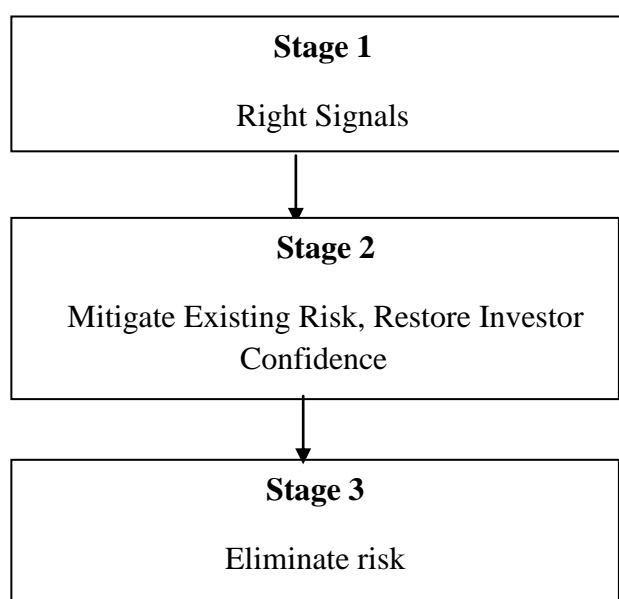 Stage 1
Right Signals
Stage 2
Mitigate Existing Risk, Restore Investor
Confidence
Stage 3
Eliminate risk